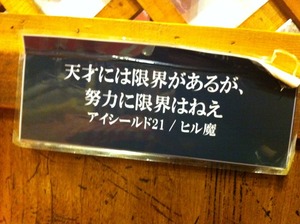 天才には限界があるが、
努力に限界はねえ
アイシールド21 / ヒル魔